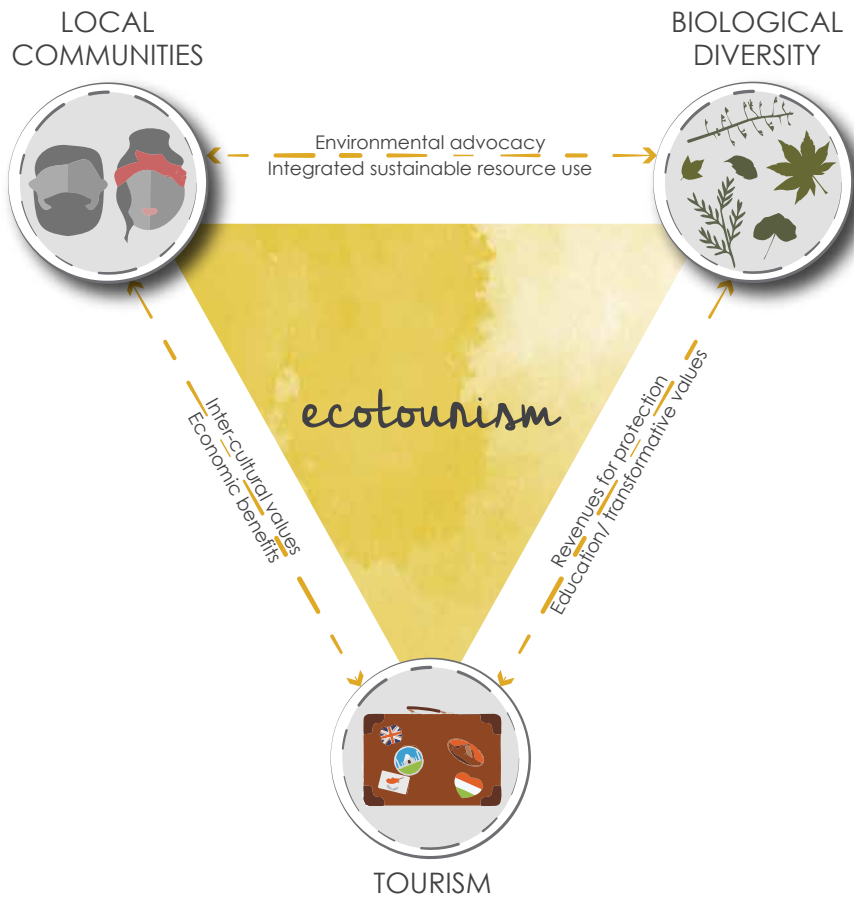 LOCAL
COMMUNITIES
BIOLOGICAL
DIVERSITY
Environmental advocacy
Integrated sustainable resource use
ecotourism
Inter-cultural values
Economic benefits
Revenues for protection
Education/ transformative values
TOURISM